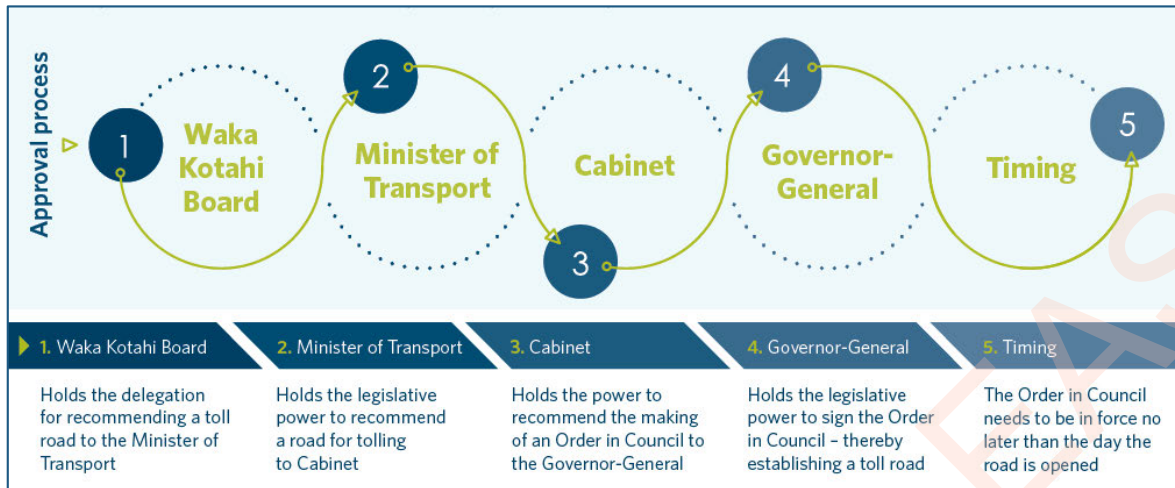 Approval process
1
Waka
Kotahi
Board
2
Minister of
Transport
3
Cabinet
4
Governor-
General
5
Timing
1. Waka Kotahi Board
Holds the delegation
for recommending a toll
road to the Minister of
Transport
2. Minister of Transport
Holds the legislative
power to recommend
a road for tolling
to Cabinet
3. Cabinet
Holds the power to
recommend the making
of an Order in Council to
the Governor-General
4. Governor-General
Holds the legislative
power to sign the Order
in Council – thereby
establishing a toll road
5. Timing
The Order in Council
needs to be in force no
later than the day the
road is opened